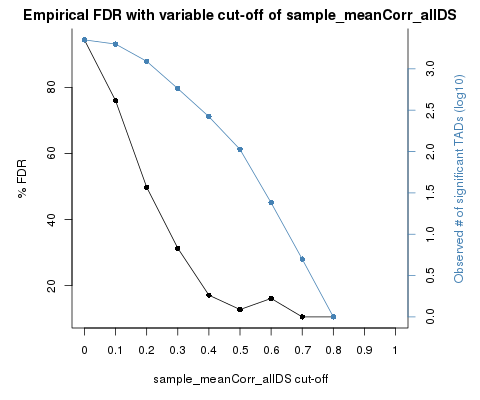 Empirical FDR with variable cut-off of sample_meanCorr_allDS
% FDR
80
60
40
20
3.0
2.5
2.0
1.5
1.0
0.5
0.0
Observed # of significant TADs (log10)
0 0.1 0.2 0.3 0.4 0.5 0.6 0.7 0.8 0.9 1
sample_meanCorr_allDS cut-off